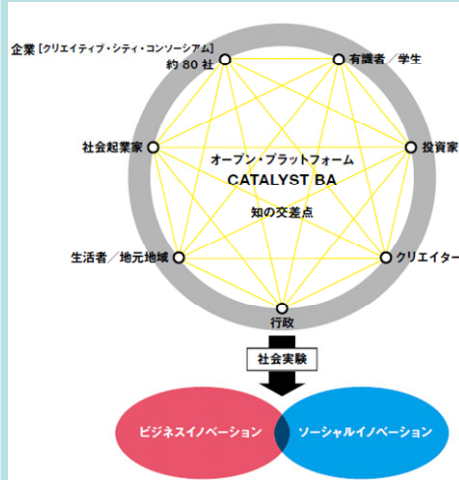 企業［クリエイティブ・シティ・コンソーシアム］
約 80 社
有識者／学生
社会起業家
投資家
オープン・プラットフォーム
CATALYST BA
知の交差点
生活者／地元地域
クリエイター
行政
社会実験
ビジネスイノベーション
ソーシャルイノベーション